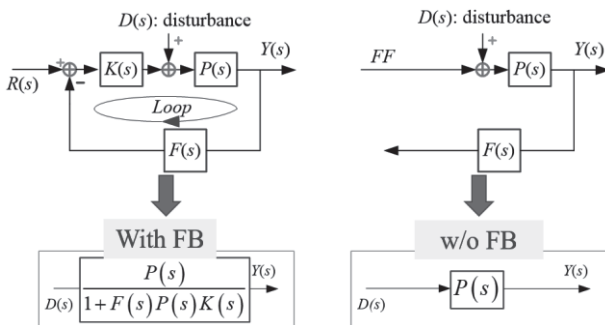 D(s): disturbance
+
K(s)
P(s)
Y(s)
+
−
R(s)
Loop
F(s)
With FB
P(s)
1+F(s)P(s)K(s)
D(s)
Y(s)
D(s): disturbance
+
FF
P(s)
Y(s)
F(s)
w/o FB
P(s)
D(s)
Y(s)